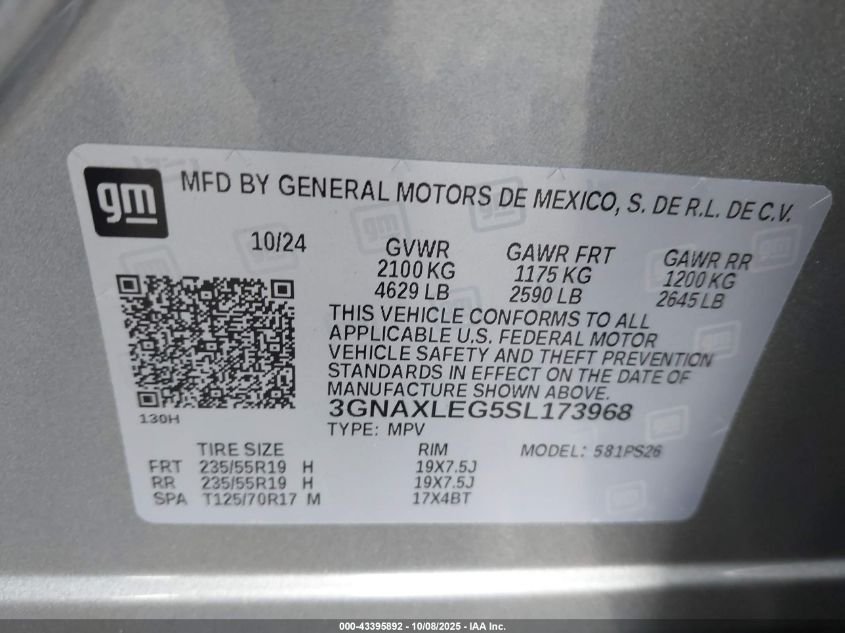 gm
MFD BY GENERAL MOTORS DE MEXICO, S. DE R.L. DE C.V.
10/24 GVWR GAWR FRT GAWR RR
2100 KG 1175 KG 1200 KG
4629 LB 2590 LB 2645 LB
THIS VEHICLE CONFORMS TO ALL
APPLICABLE U.S. FEDERAL MOTOR
VEHICLE SAFETY AND THEFT PREVENTION
STANDARDS IN EFFECT ON THE DATE OF
MANUFACTURE SHOWN ABOVE.
130H
3GNAXLEG5SL173968
TYPE: MPV
TIRE SIZE RIM MODEL: 581PS26
FRT 235/55R19 H 19X7.5J
RR 235/55R19 H 19X7.5J
SPA T125/70R17 M 17X4BT
000-43395892 - 10/08/2025 - IAA Inc.